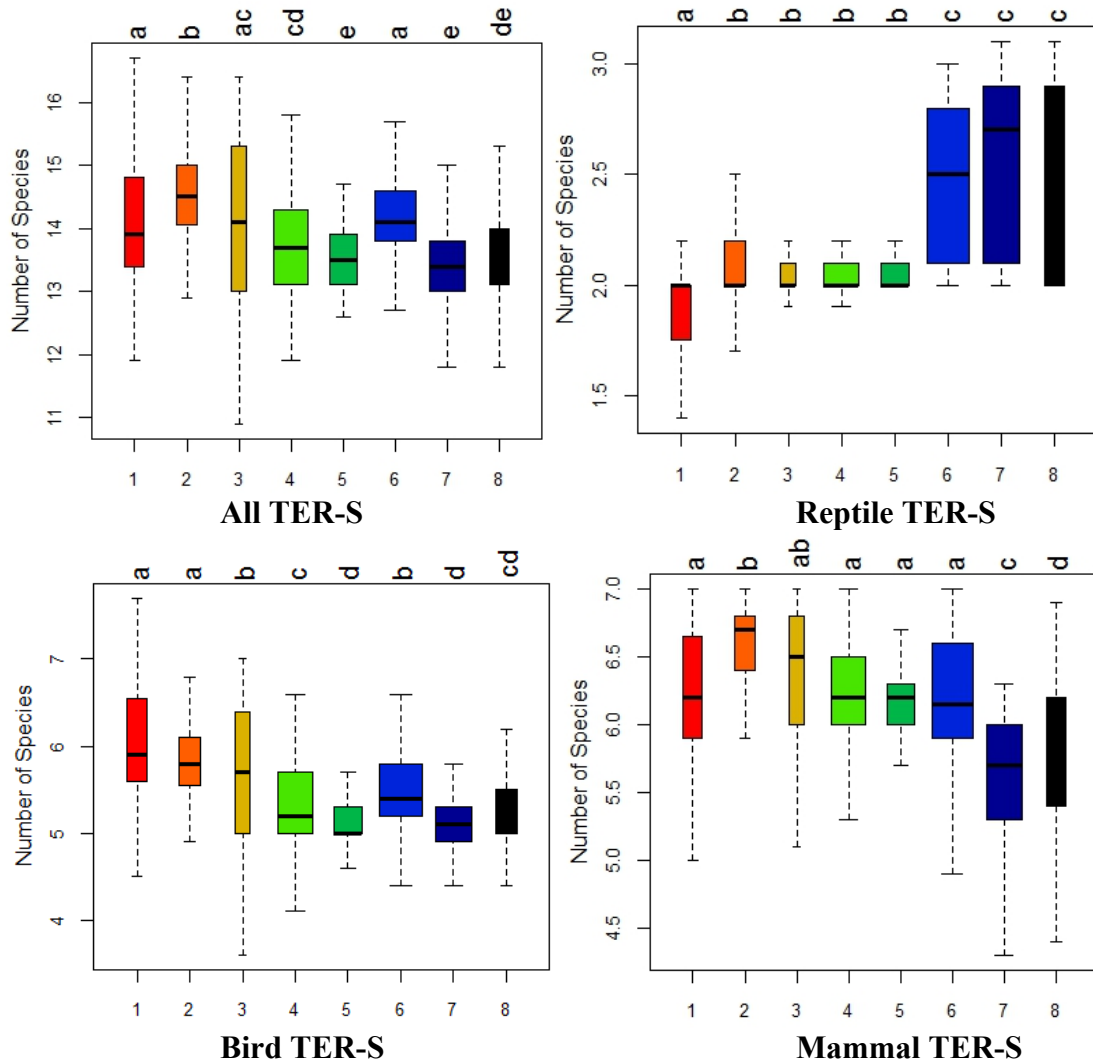 a b ac cd e a e de
Number of Species
16
15
14
13
12
11
1 2 3 4 5 6 7 8
All TER-S
a b b b b c c c
Number of Species
3.0
2.5
2.0
1.5
1 2 3 4 5 6 7 8
Reptile TER-S
a a b c d b d cd
Number of Species
7
6
5
4
1 2 3 4 5 6 7 8
Bird TER-S
a b ab a a a c d
Number of Species
7.0
6.5
6.0
5.5
5.0
4.5
1 2 3 4 5 6 7 8
Mammal TER-S